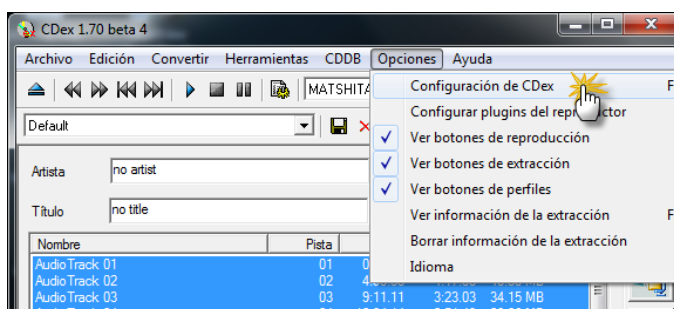 CDex 1.70 beta 4
Archivo Edición Convertir Herramientas CDDB Opciones Ayuda
MATSHITA
Configuración de CDex F
Configurar plugins del reproductor
Default
Ver botones de reproducción
Ver botones de extracción
Artista no artist
Ver botones de perfiles
Título no title
Ver información de la extracción F
Nombre Pista
Borrar información de la extracción
AudioTrack 01 01 0
Idioma
AudioTrack 02 02
AudioTrack 03 03 9:11.11 3:23.03 34.15 MB